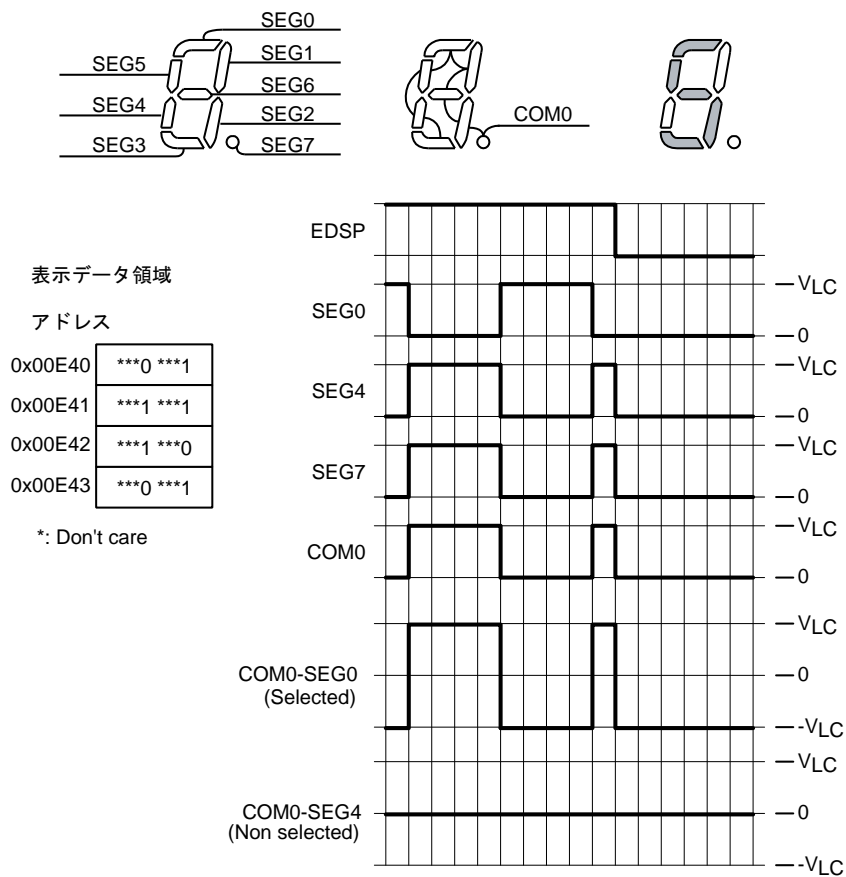 SEG0
SEG5
SEG1
SEG6
SEG4
SEG2
SEG3
SEG7
COM0
表示データ領域
アドレス
0x00E40 ***0 ***1
0x00E41 ***1 ***1
0x00E42 ***1 ***0
0x00E43 ***0 ***1
*: Don't care
EDSP
SEG0
VLC
0
SEG4
VLC
0
SEG7
VLC
0
COM0
VLC
0
COM0-SEG0
(Selected)
VLC
0
-VLC
COM0-SEG4
(Non selected)
VLC
0
-VLC